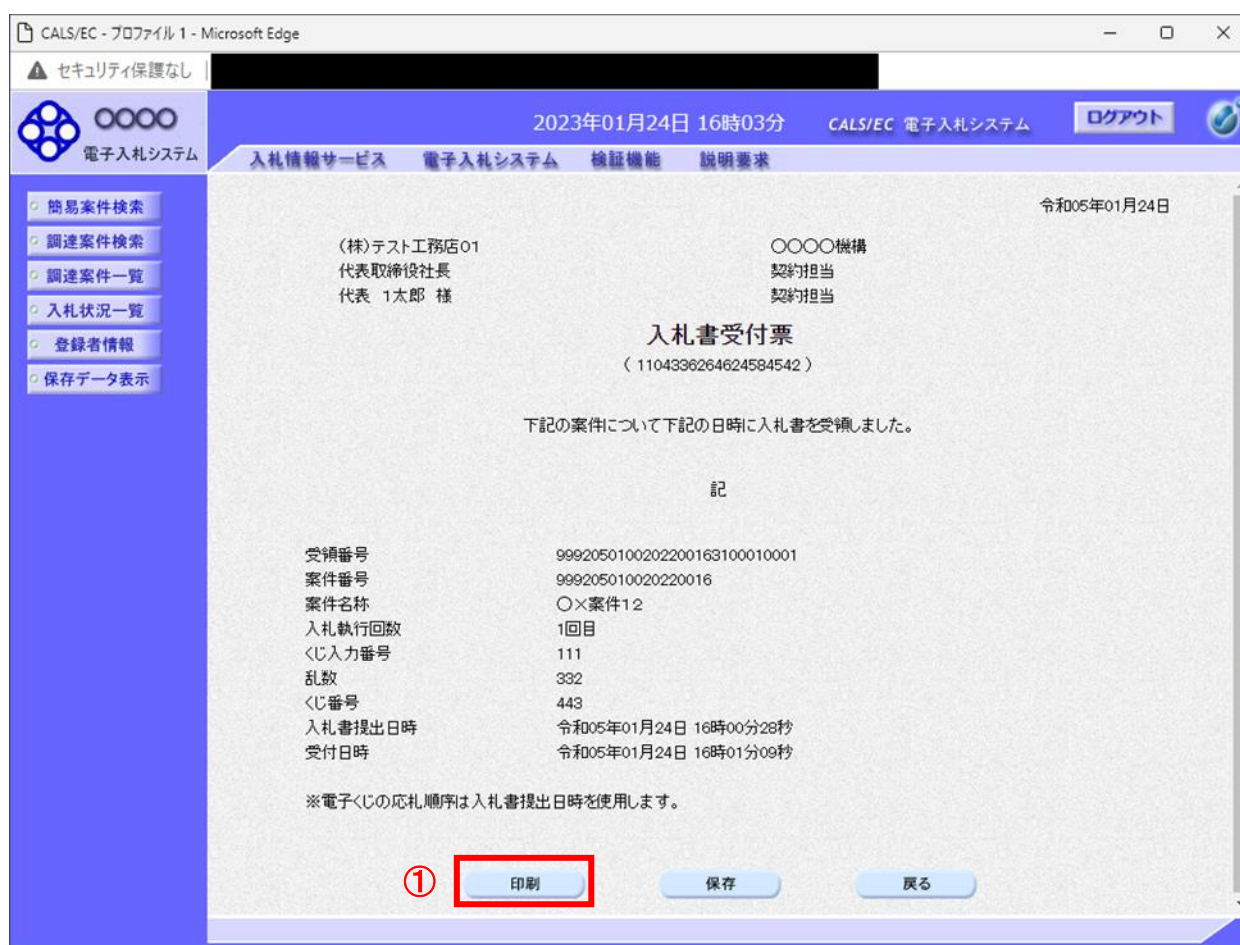 CALS/EC - プロファイル 1 - Microsoft Edge
セキュリティ保護なし
〇〇〇〇
電子入札システム
2023年01月24日 16時03分
CALS/EC 電子入札システム
ログアウト
入札情報サービス 電子入札システム 検証機能 説明要求
簡易案件検索
調達案件検索
調達案件一覧
入札状況一覧
登録者情報
保存データ表示
令和05年01月24日
(株)テスト工務店01 〇〇〇〇機構
代表取締役社長 契約担当
代表 1太郎 様 契約担当
入札書受付票
( 1104336264624584542 )
下記の案件について下記の日時に入札書を受領しました。
記
受領番号 99920501002022001631000100​01
案件番号 999205010020220016
案件名称 〇×案件12
入札執行回数 1回目
くじ入力番号 111
乱数 332
くじ番号 443
入札書提出日時 令和05年01月24日 16時00分28秒
受付日時 令和05年01月24日 16時01分09秒
※電子くじの応札順序は入札書提出日時を使用します。
① 印刷 保存 戻る